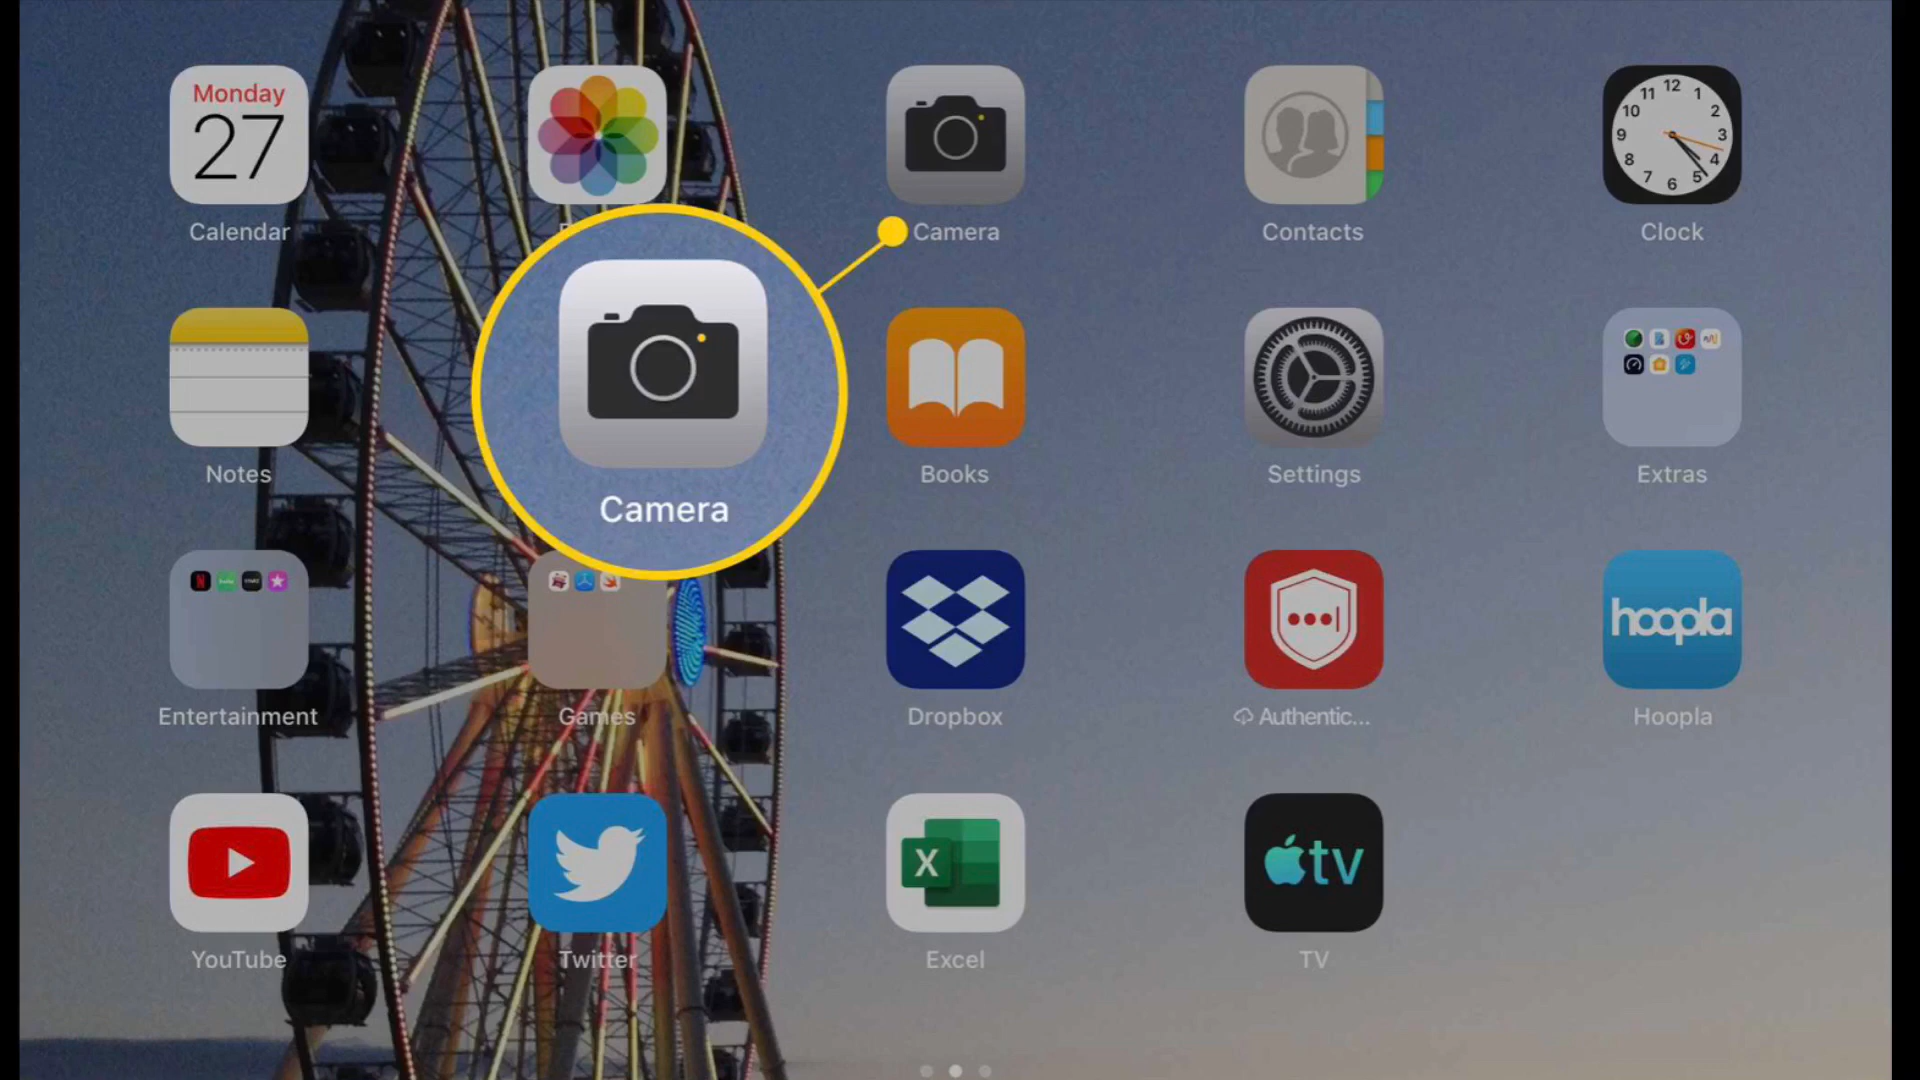 Monday
27
Calendar
Camera
Contacts
12
11
1
10
2
9
3
8
4
7
5
6
Clock
Notes
Camera
Books
Settings
Extras
Entertainment
Games
Dropbox
Authentic...
hoopla
Hoopla
YouTube
Twitter
X
Excel
tv
TV